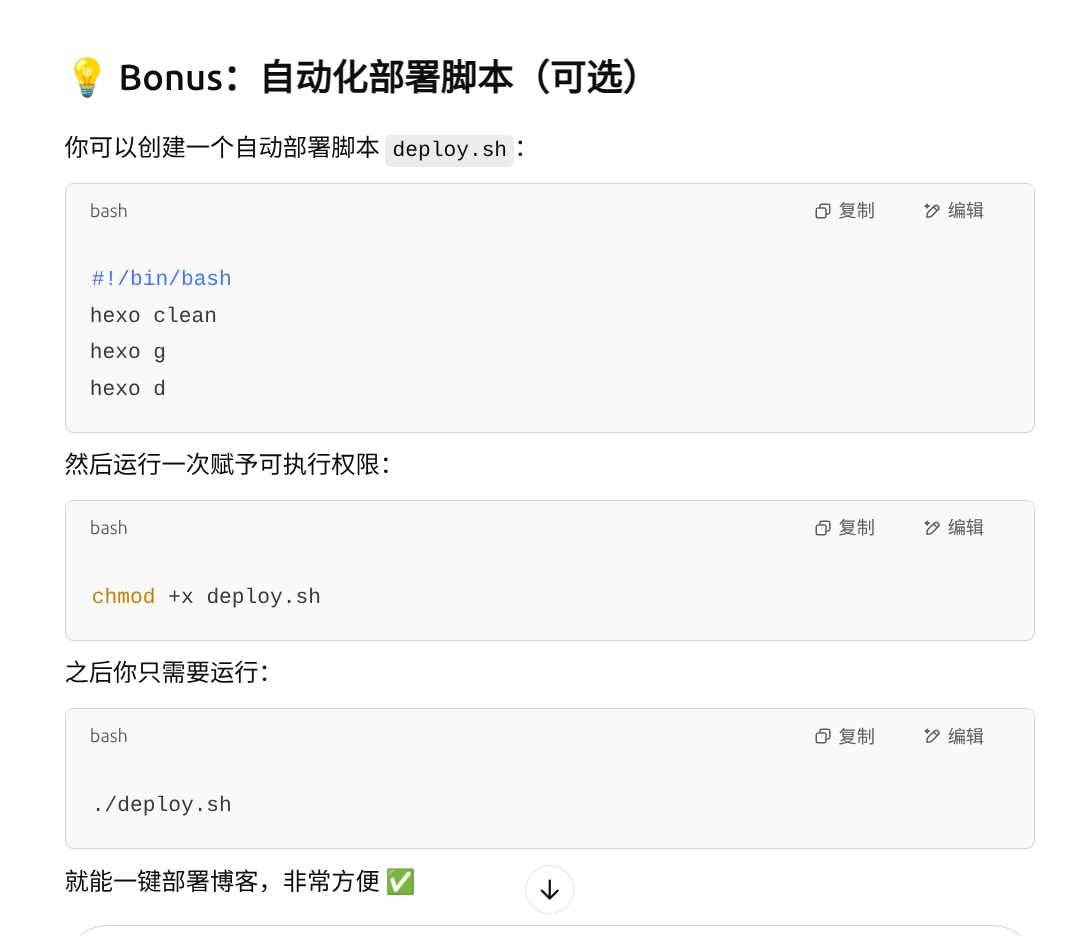 💡 Bonus：自动化部署脚本（可选）
你可以创建一个自动部署脚本 deploy.sh：
bash 复制 编辑
#!/bin/bash
hexo clean
hexo g
hexo d
然后运行一次赋予可执行权限：
bash 复制 编辑
chmod +x deploy.sh
之后你只需要运行：
bash 复制 编辑
./deploy.sh
就能一键部署博客，非常方便 ✅